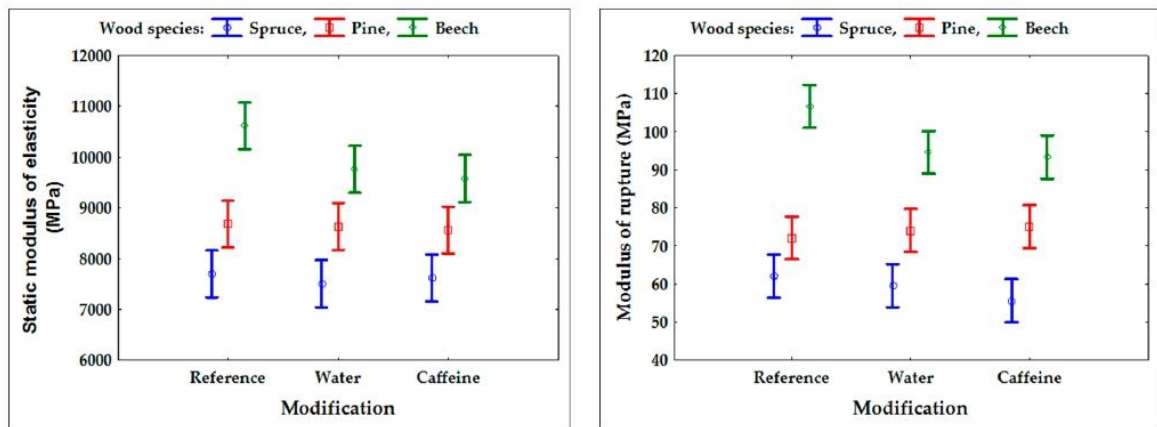 Wood species: Spruce, Pine, Beech
12000
11000
10000
9000
8000
7000
6000
Static modulus of elasticity
(MPa)
Reference Water Caffeine
Modification
Wood species: Spruce, Pine, Beech
120
110
100
90
80
70
60
50
40
Modulus of rupture (MPa)
Reference Water Caffeine
Modification